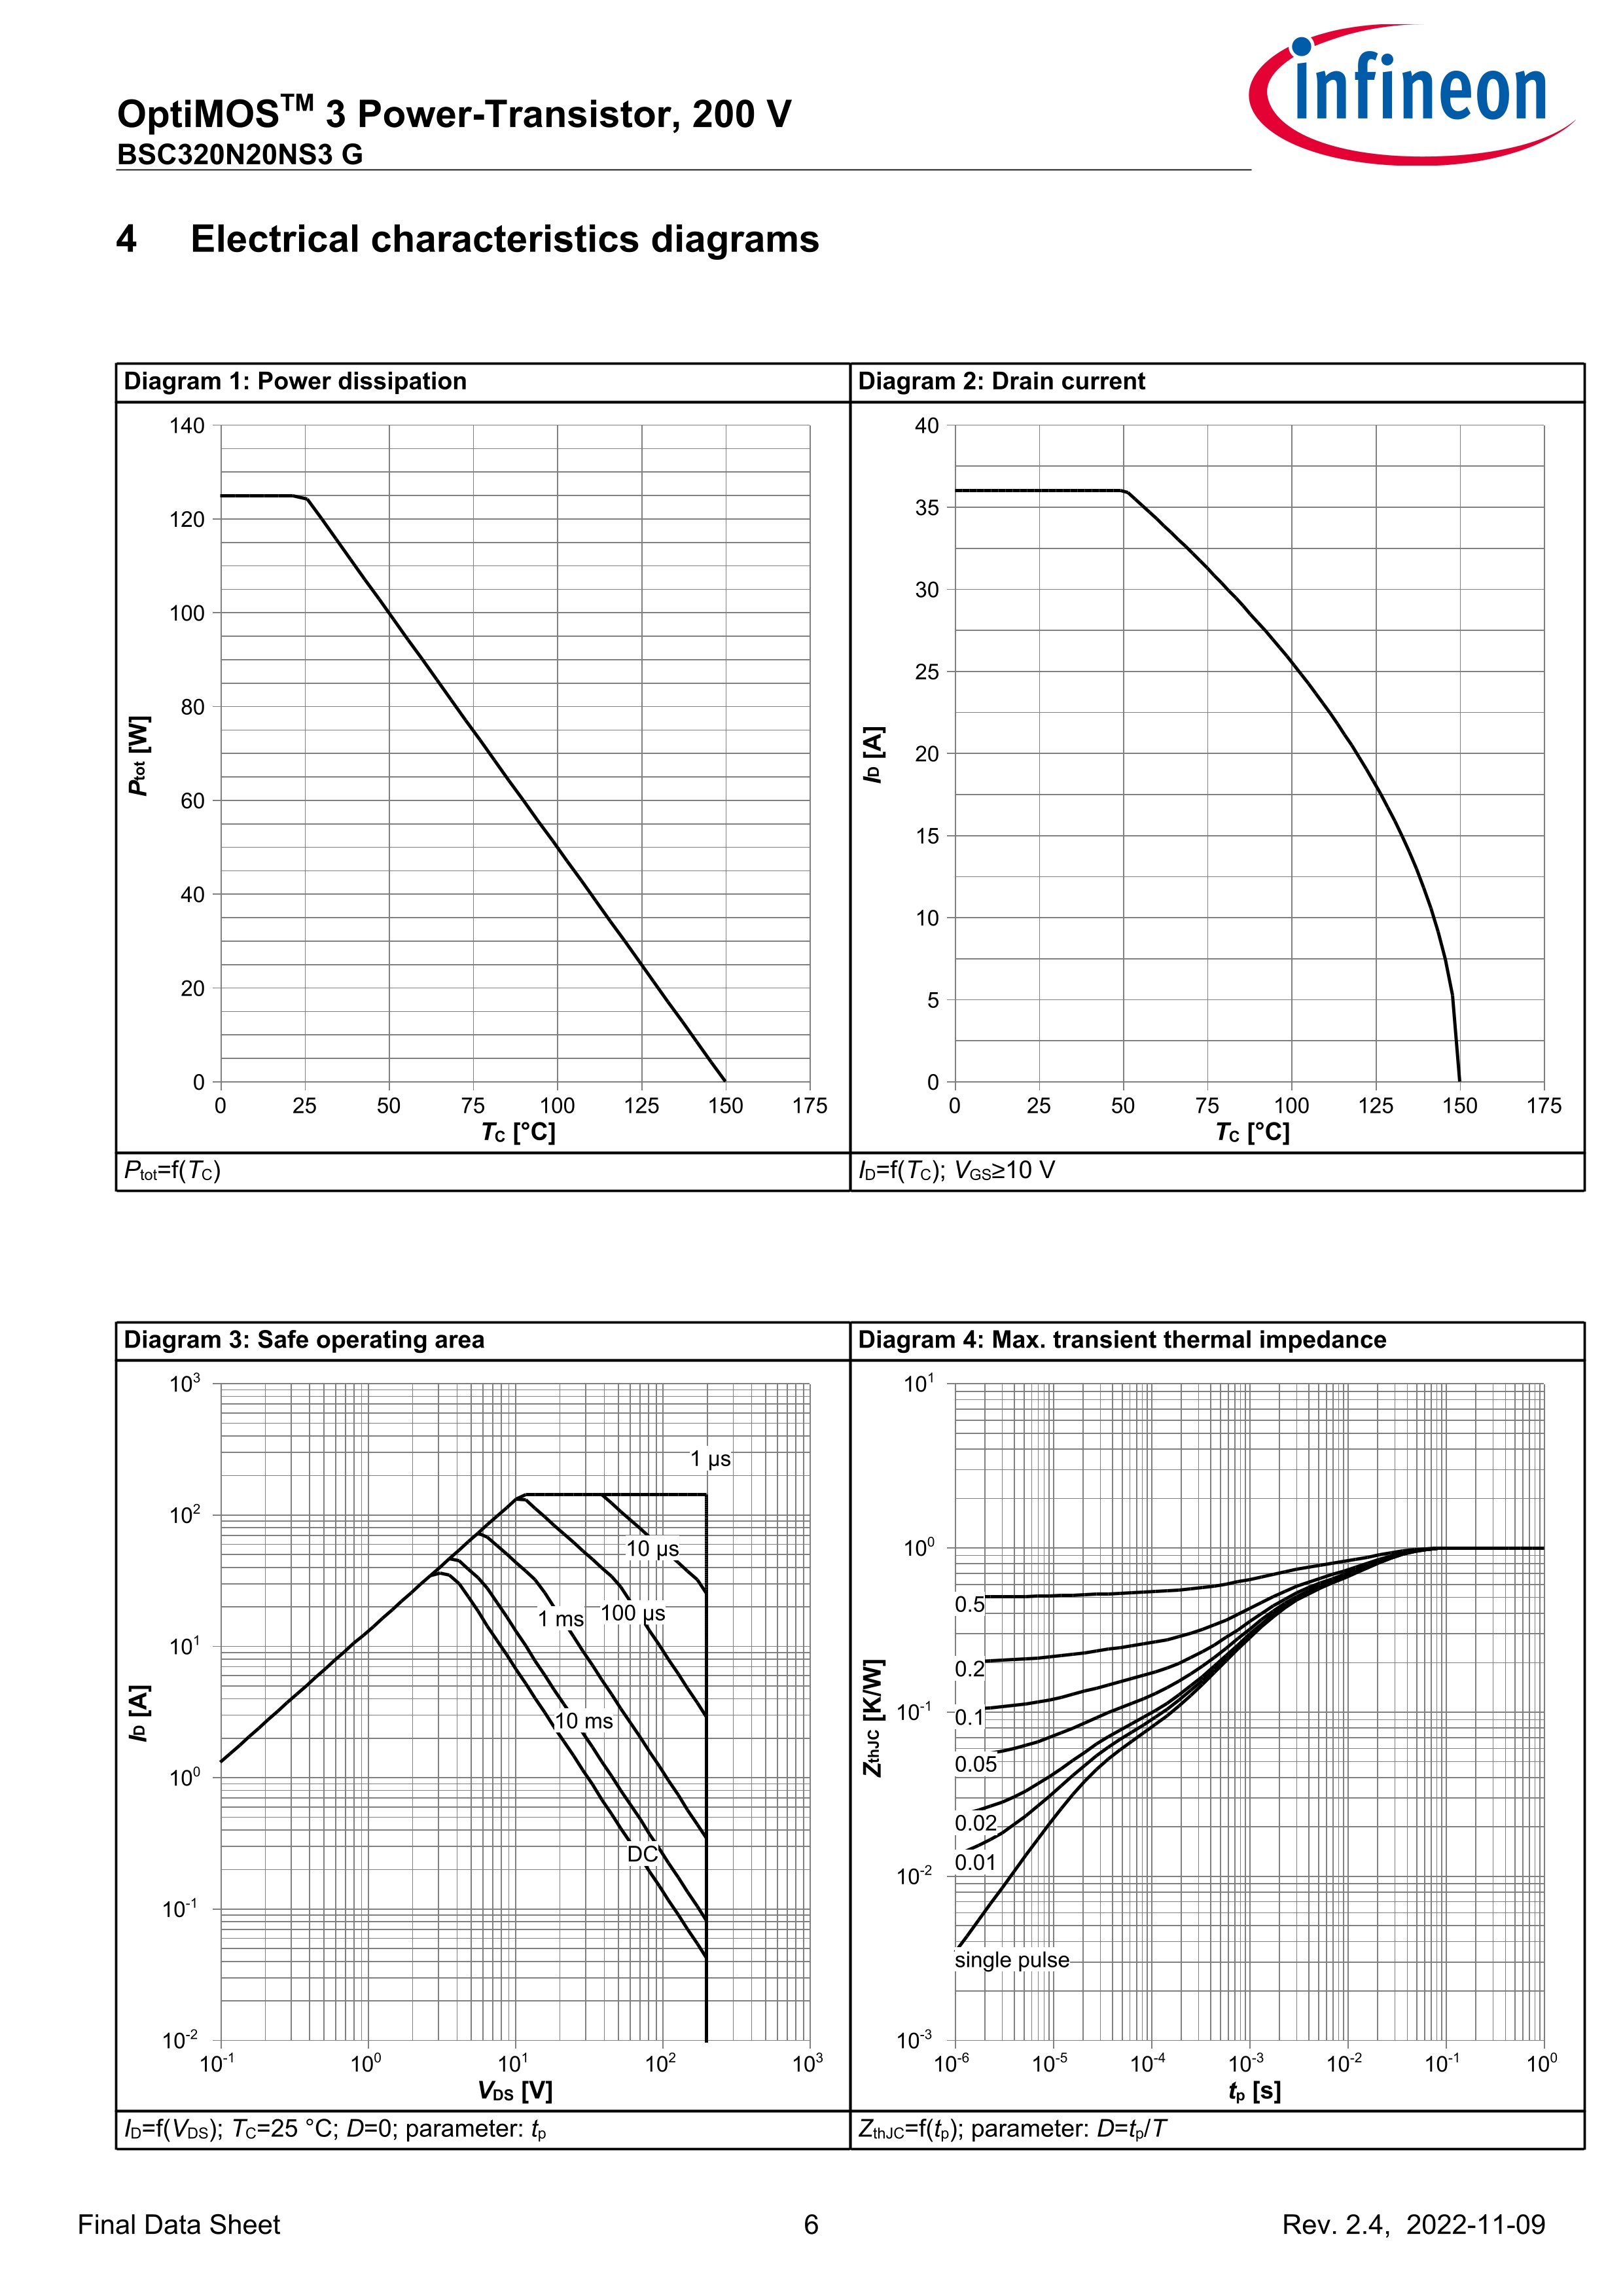 infineon
OptiMOS™ 3 Power-Transistor, 200 V
BSC320N20NS3 G
4 Electrical characteristics diagrams
Diagram 1: Power dissipation
140
120
100
80
60
40
20
0
0 25 50 75 100 125 150 175
Ptot [W]
TC [°C]
Ptot=f(TC)
Diagram 2: Drain current
40
35
30
25
20
15
10
5
0
0 25 50 75 100 125 150 175
ID [A]
TC [°C]
ID=f(TC); VGS≥10 V
Diagram 3: Safe operating area
10³
10²
10¹
10⁰
10⁻¹
10⁻²
10⁻¹ 10⁰ 10¹ 10² 10³
1 µs
10 µs
100 µs
1 ms
10 ms
DC
ID [A]
VDS [V]
ID=f(VDS); TC=25 °C; D=0; parameter: tp
Diagram 4: Max. transient thermal impedance
10¹
10⁰
10⁻¹
10⁻²
10⁻³
10⁻⁶ 10⁻⁵ 10⁻⁴ 10⁻³ 10⁻² 10⁻¹ 10⁰
0.5
0.2
0.1
0.05
0.02
0.01
single pulse
ZthJC [K/W]
tp [s]
ZthJC=f(tp); parameter: D=tp/T
Final Data Sheet 6 Rev. 2.4, 2022-11-09